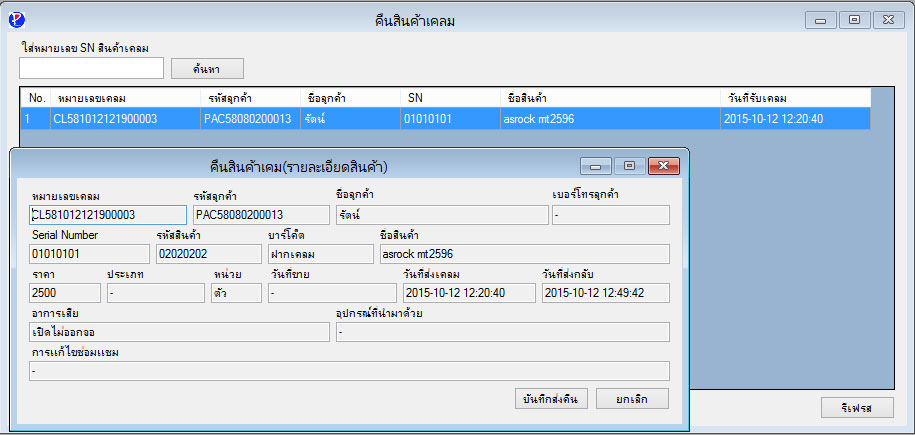 คืนสินค้าเคลม
ใส่หมายเลข SN สินค้าเคลม
ค้นหา
No. หมายเลขเคลม รหัสลูกค้า ชื่อลูกค้า SN ชื่อสินค้า วันที่รับเคลม
1 CL581012121900003 PAC58080200013 รัตน์ 01010101 asrock mt2596 2015-10-12 12:20:40
คืนสินค้าเคม(รายละเอียดสินค้า)
หมายเลขเคลม รหัสลูกค้า ชื่อลูกค้า เบอร์โทรลูกค้า
CL581012121900003 PAC58080200013 รัตน์ -
Serial Number รหัสสินค้า บาร์โค๊ต ชื่อสินค้า
01010101 02020202 ฝากเคลม asrock mt2596
ราคา ประเภท หน่วย วันที่ขาย วันที่ส่งเคลม วันที่ส่งกลับ
2500 - ตัว - 2015-10-12 12:20:40 2015-10-12 12:49:42
อาการเสีย อุปกรณ์ที่นำมาด้วย
เปิดไม่ออกจอ -
การแก้ไขซ่อมแซม
-
บันทึกส่งคืน ยกเลิก
รีเฟรส